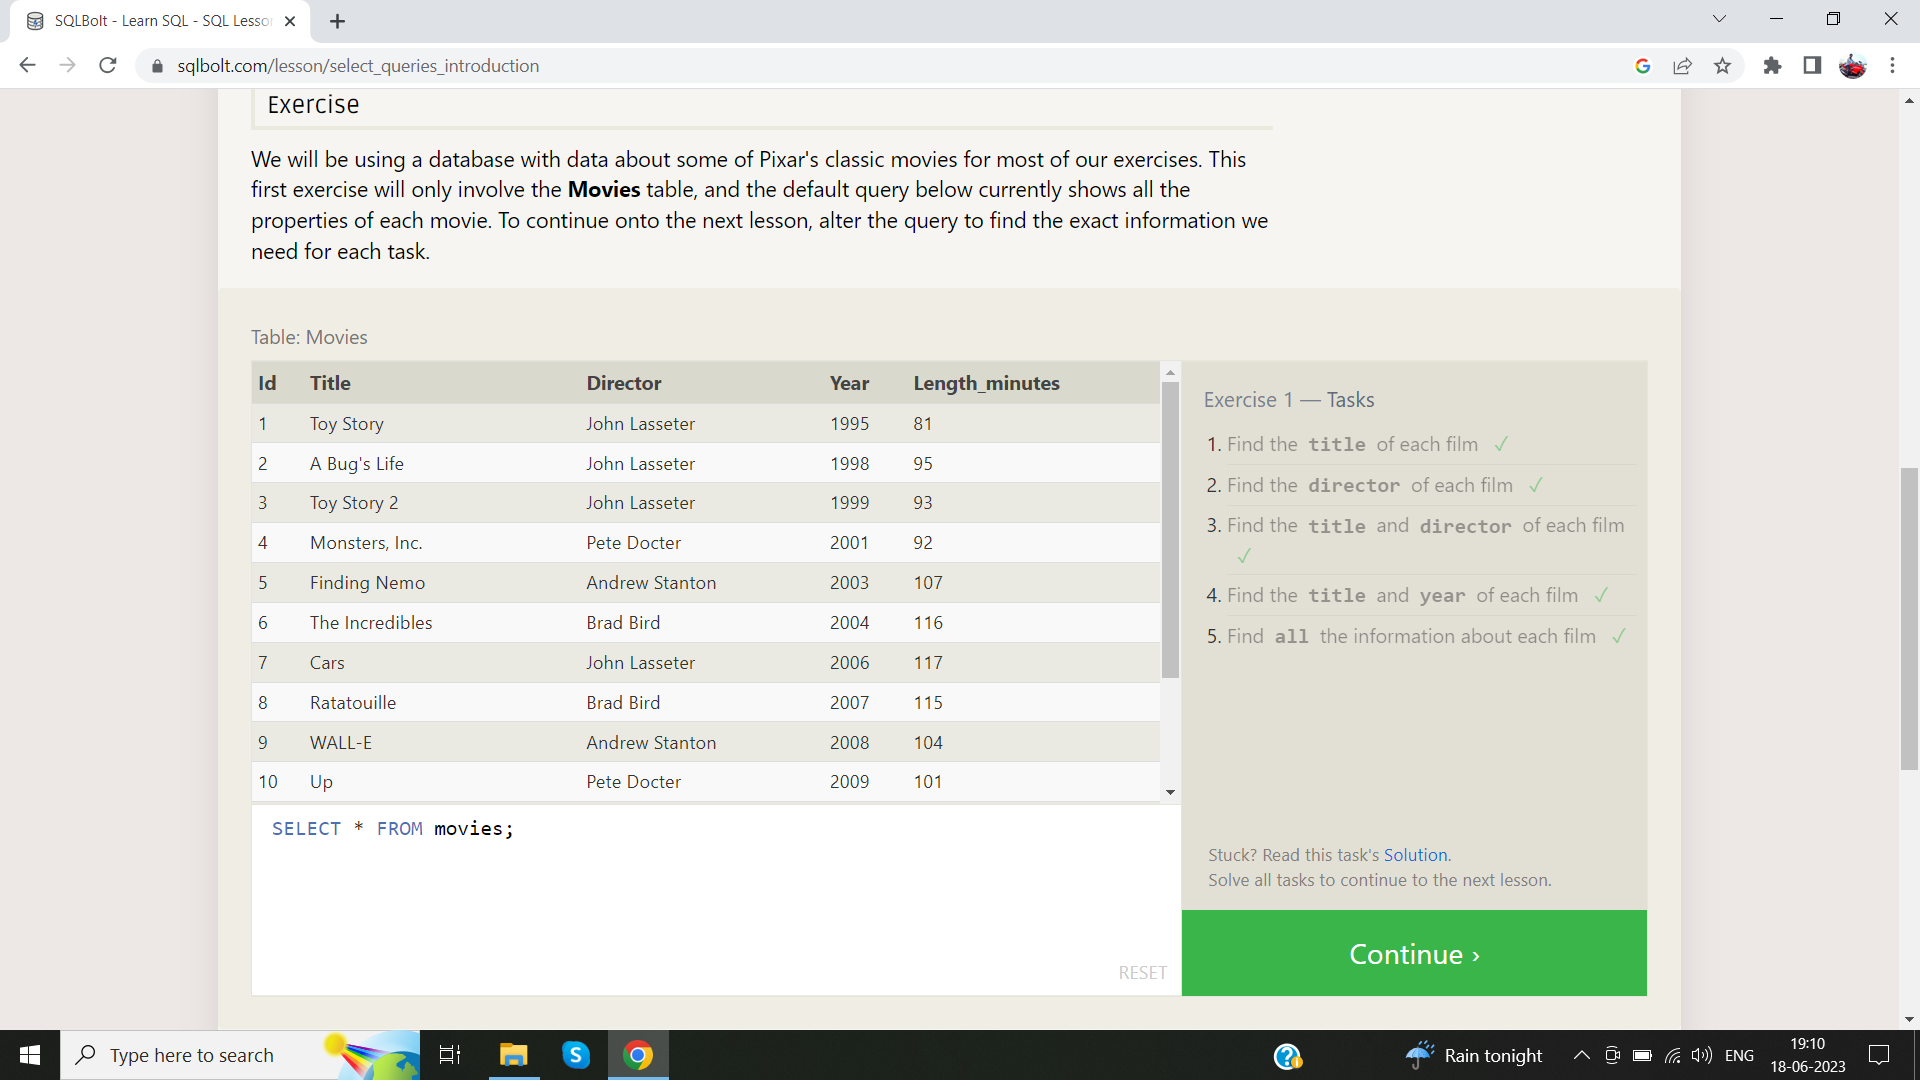 SQLBolt - Learn SQL - SQL Lesso
sqlbolt.com/lesson/select_queries_introduction
Exercise
We will be using a database with data about some of Pixar's classic movies for most of our exercises. This
first exercise will only involve the Movies table, and the default query below currently shows all the
properties of each movie. To continue onto the next lesson, alter the query to find the exact information we
need for each task.
Table: Movies
Id Title Director Year Length_minutes
1 Toy Story John Lasseter 1995 81
2 A Bug's Life John Lasseter 1998 95
3 Toy Story 2 John Lasseter 1999 93
4 Monsters, Inc. Pete Docter 2001 92
5 Finding Nemo Andrew Stanton 2003 107
6 The Incredibles Brad Bird 2004 116
7 Cars John Lasseter 2006 117
8 Ratatouille Brad Bird 2007 115
9 WALL-E Andrew Stanton 2008 104
10 Up Pete Docter 2009 101
SELECT * FROM movies;
RESET
Exercise 1 — Tasks
1. Find the title of each film ✓
2. Find the director of each film ✓
3. Find the title and director of each film
✓
4. Find the title and year of each film ✓
5. Find all the information about each film ✓
Stuck? Read this task's Solution.
Solve all tasks to continue to the next lesson.
Continue ›
Type here to search
Rain tonight
ENG
19:10
18-06-2023